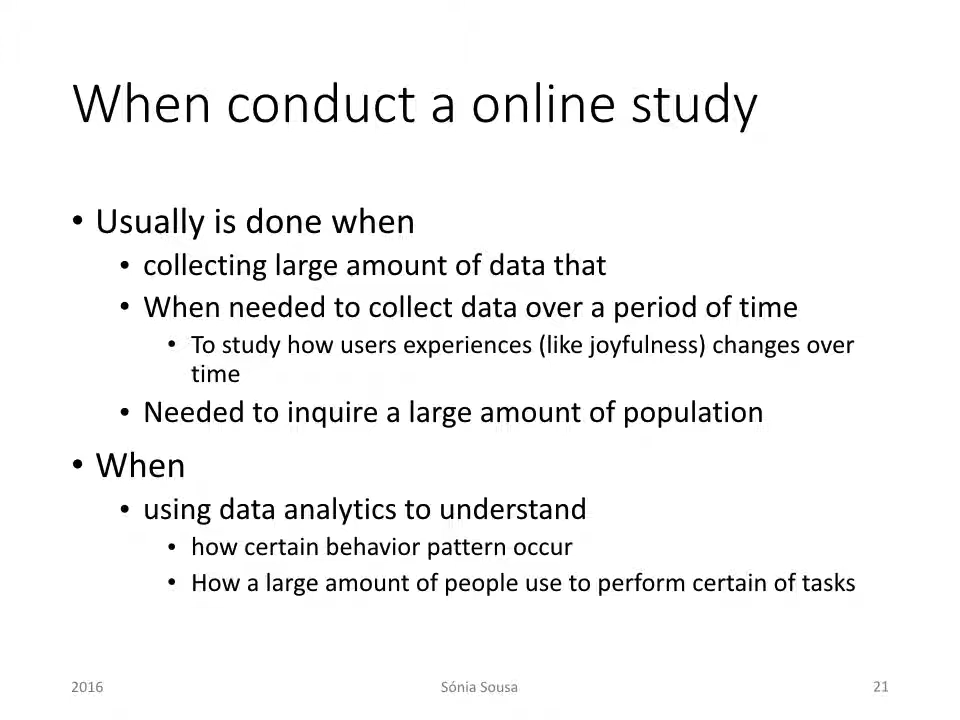 When conduct a online study
• Usually is done when
• collecting large amount of data that
• When needed to collect data over a period of time
• To study how users experiences (like joyfulness) changes over
time
• Needed to inquire a large amount of population
• When
• using data analytics to understand
• how certain behavior pattern occur
• How a large amount of people use to perform certain of tasks
2016
Sónia Sousa
21